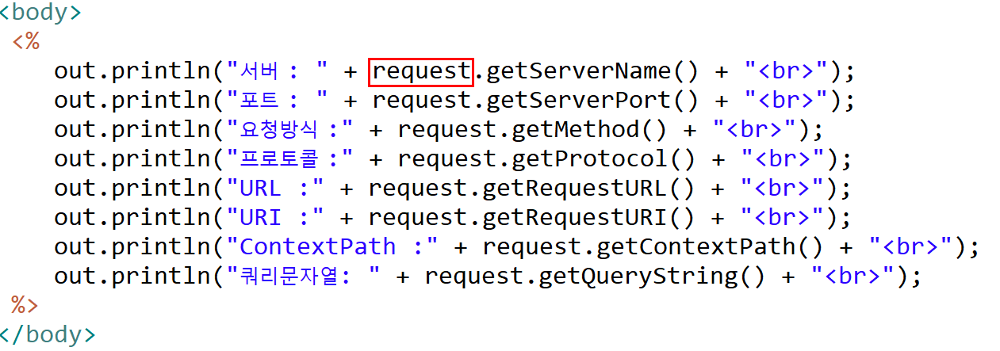 <body>
<%
out.println("서버 : " + request.getServerName() + "<br>");
out.println("포트 : " + request.getServerPort() + "<br>");
out.println("요청방식 :" + request.getMethod() + "<br>");
out.println("프로토콜 :" + request.getProtocol() + "<br>");
out.println("URL :" + request.getRequestURL() + "<br>");
out.println("URI :" + request.getRequestURI() + "<br>");
out.println("ContextPath :" + request.getContextPath() + "<br>");
out.println("쿼리문자열: " + request.getQueryString() + "<br>");
%>
</body>